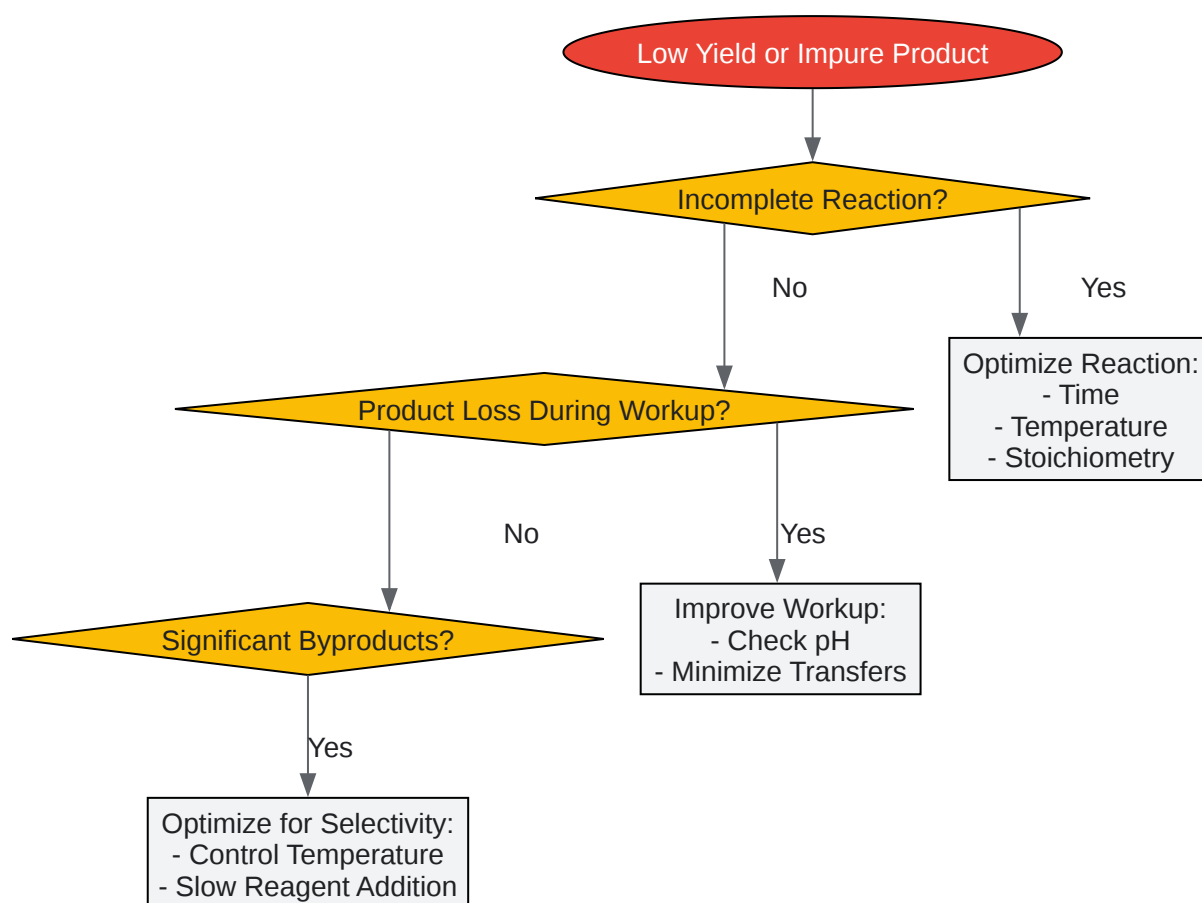 Low Yield or Impure Product
Incomplete Reaction?
No
Yes
Optimize Reaction:
- Time
- Temperature
- Stoichiometry
Product Loss During Workup?
No
Yes
Improve Workup:
- Check pH
- Minimize Transfers
Significant Byproducts?
Yes
Optimize for Selectivity:
- Control Temperature
- Slow Reagent Addition